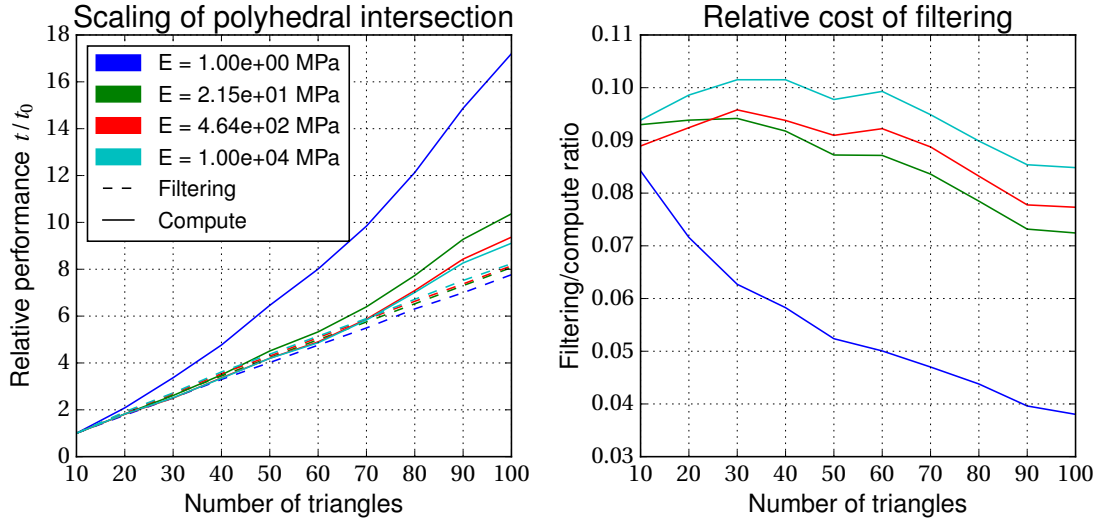 Scaling of polyhedral intersection
Relative performance t / t0
18
16
14
12
10
8
6
4
2
0
E = 1.00e+00 MPa
E = 2.15e+01 MPa
E = 4.64e+02 MPa
E = 1.00e+04 MPa
Filtering
Compute
10 20 30 40 50 60 70 80 90 100
Number of triangles
Relative cost of filtering
Filtering/compute ratio
0.11
0.10
0.09
0.08
0.07
0.06
0.05
0.04
0.03
10 20 30 40 50 60 70 80 90 100
Number of triangles